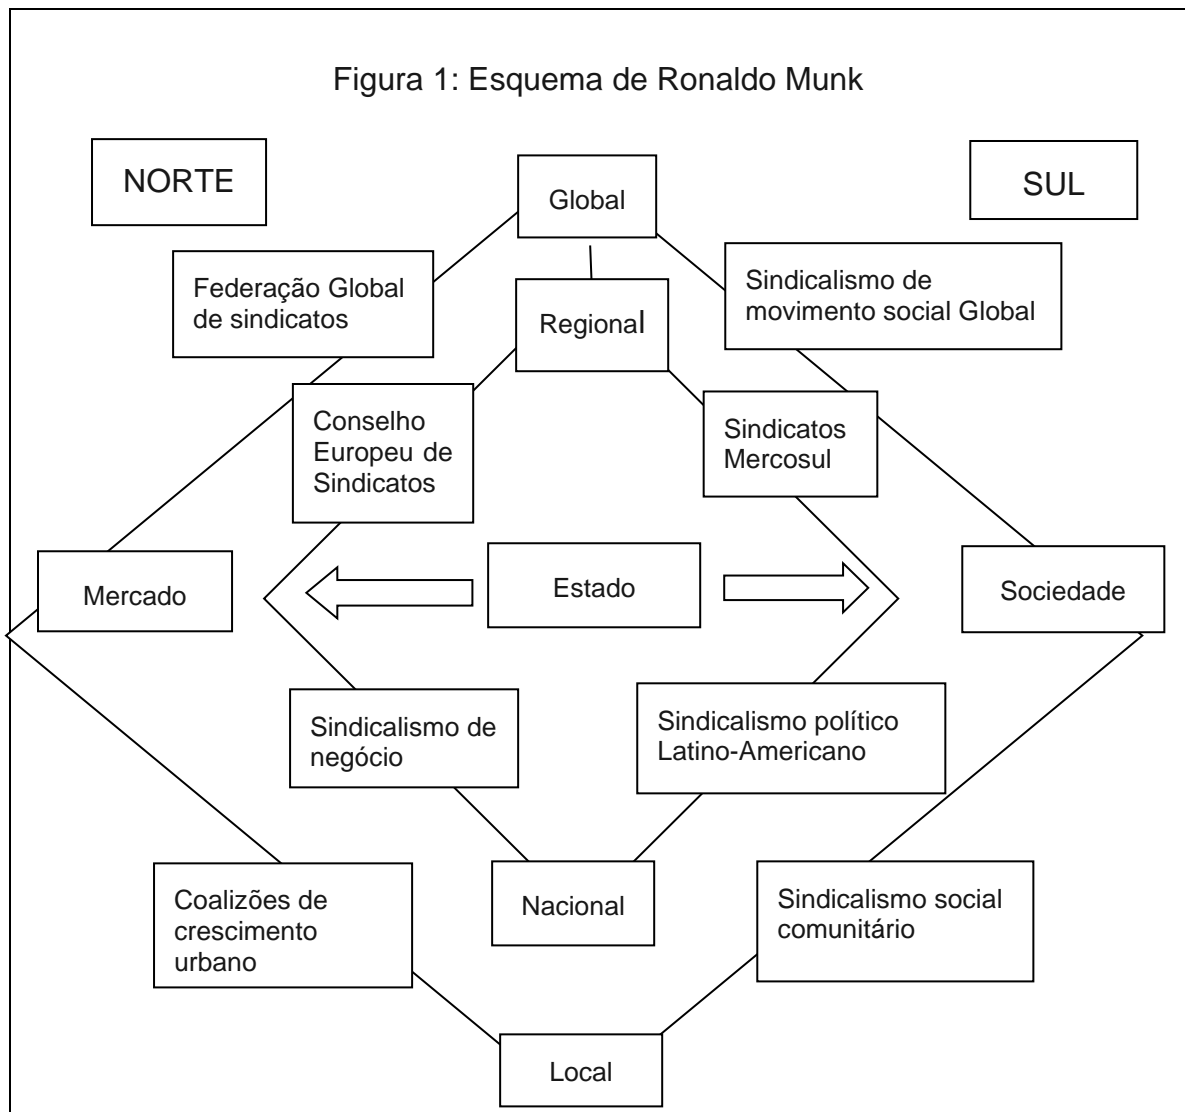 Figura 1: Esquema de Ronaldo Munk
NORTE
Global
SUL
Federação Global
de sindicatos
Regional
Sindicalismo de
movimento social Global
Conselho
Europeu de
Sindicatos
Sindicatos
Mercosul
Mercado
Estado
Sociedade
Sindicalismo de
negócio
Sindicalismo político
Latino-Americano
Coalizões de
crescimento
urbano
Nacional
Sindicalismo social
comunitário
Local